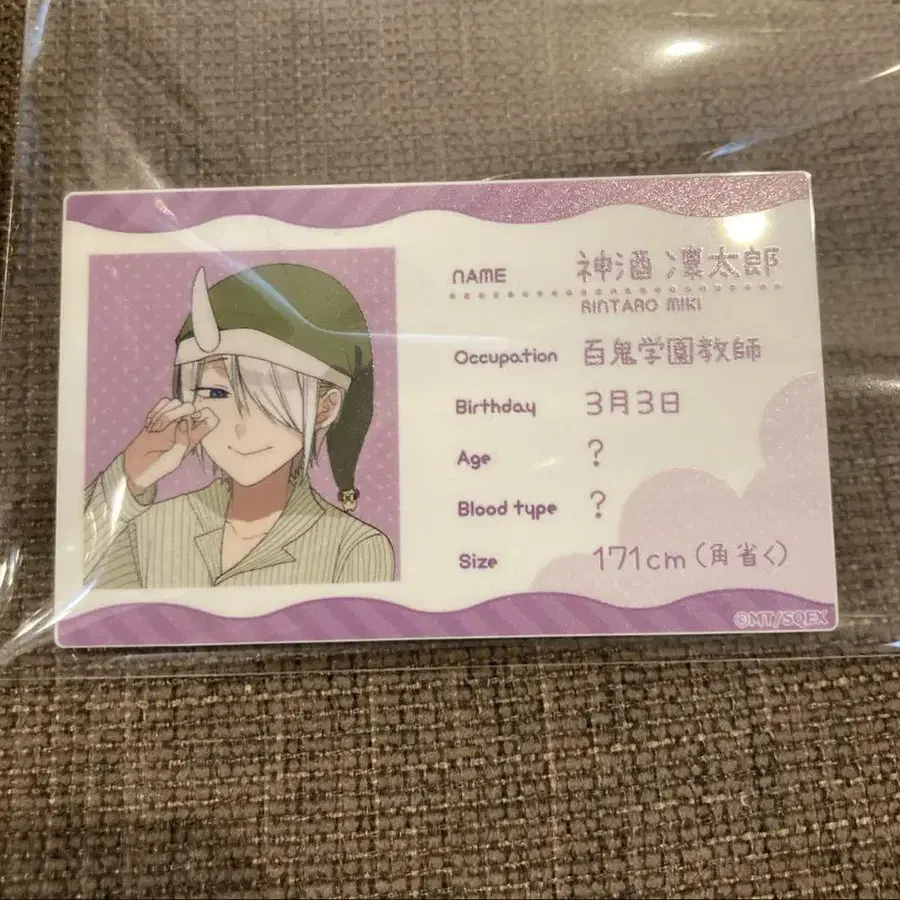 NAME 神酒 凛太郎
RINTARO MIKI
Occupation 百鬼学園教師
Birthday 3月3日
Age ?
Blood type ?
Size 171cm(角省く)
©MT/SQEX